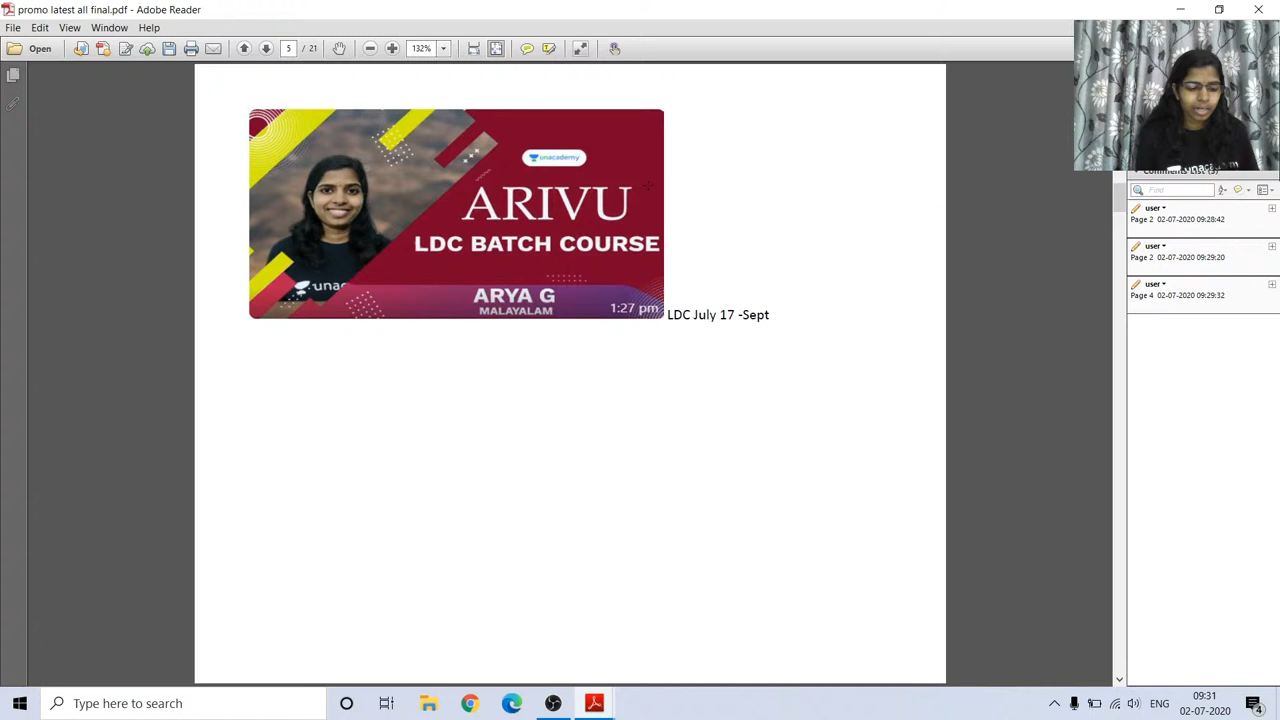 promo latest all final.pdf - Adobe Reader
File Edit View Window Help
Open 5 / 21 132%
unacademy
ARIVU
LDC BATCH COURSE
ARYA G
MALAYALAM
1:27 pm
LDC July 17 -Sept
Find
user
Page 2 02-07-2020 09:28:42
user
Page 2 02-07-2020 09:29:20
user
Page 4 02-07-2020 09:29:32
Type here to search
ENG
09:31
02-07-2020
4